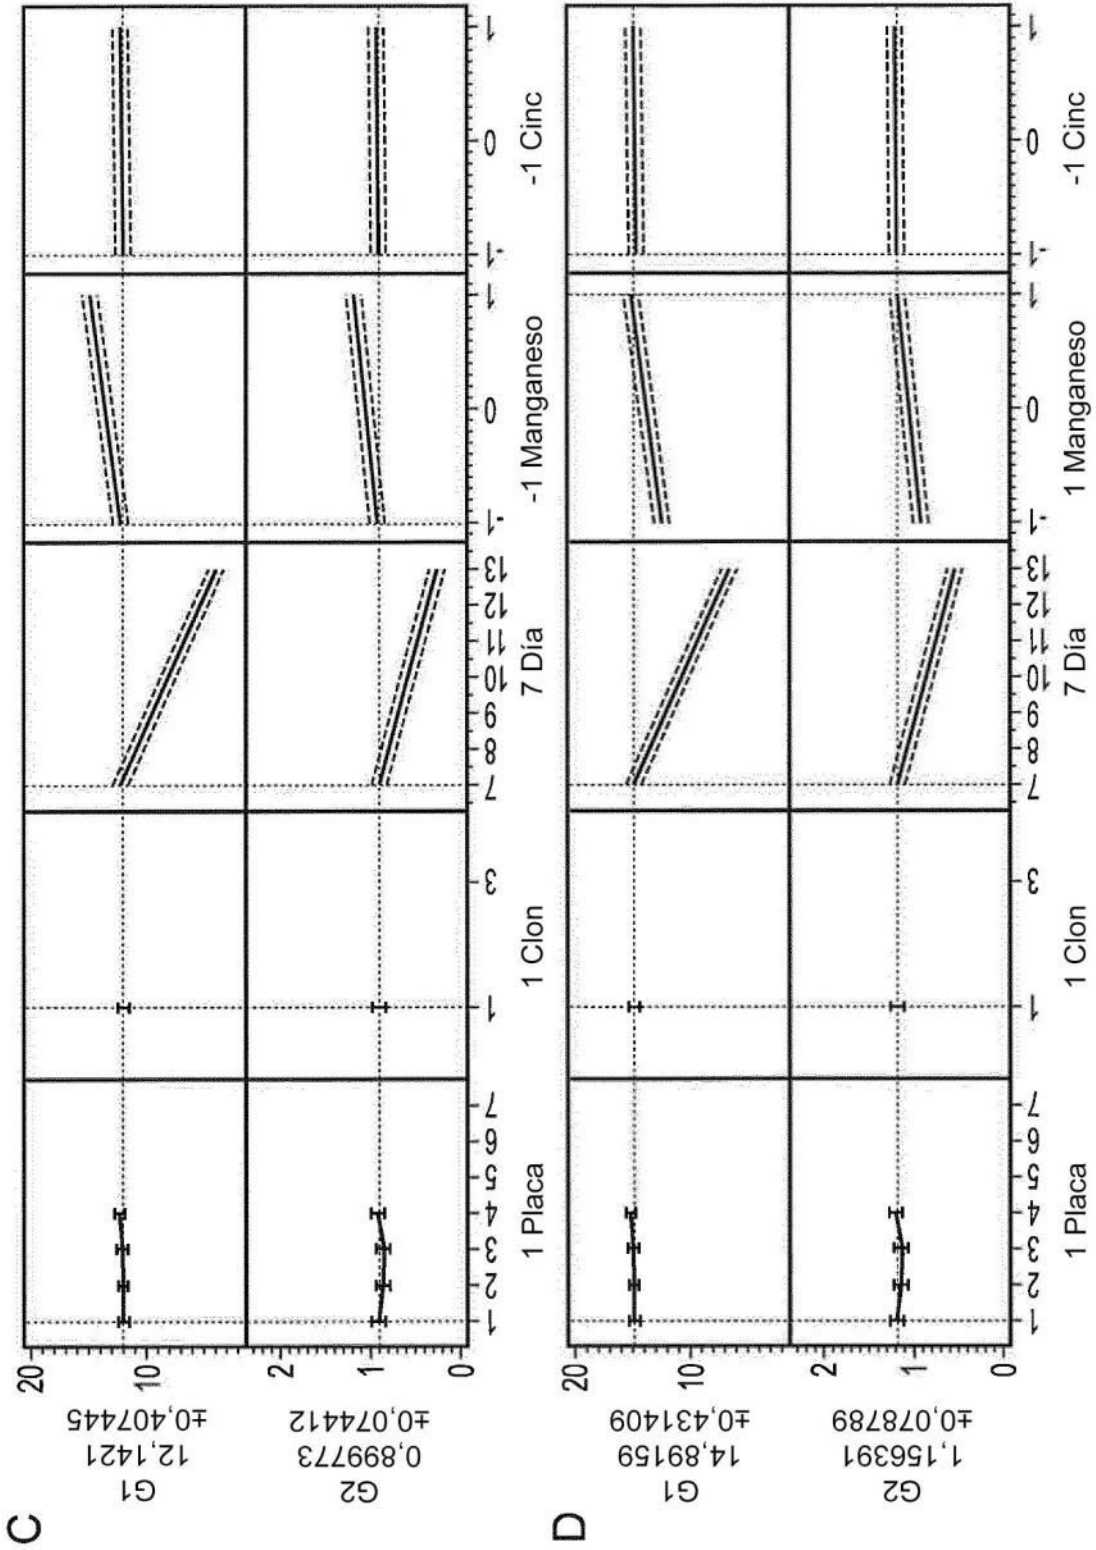 C
G1
12,1421
±0,407445
20
10
G2
0,899773
±0,074412
2
1
0
1 2 3 4 5 6 7
1 3
7 8 9 10 11 12 13
-1 0 1
-1 0 1
1 Placa
1 Clon
7 Día
-1 Manganeso
-1 Cinc
D
G1
14,89159
±0,431409
20
10
G2
1,156391
±0,078789
2
1
0
1 2 3 4 5 6 7
1 3
7 8 9 10 11 12 13
-1 0 1
-1 0 1
1 Placa
1 Clon
7 Día
1 Manganeso
-1 Cinc